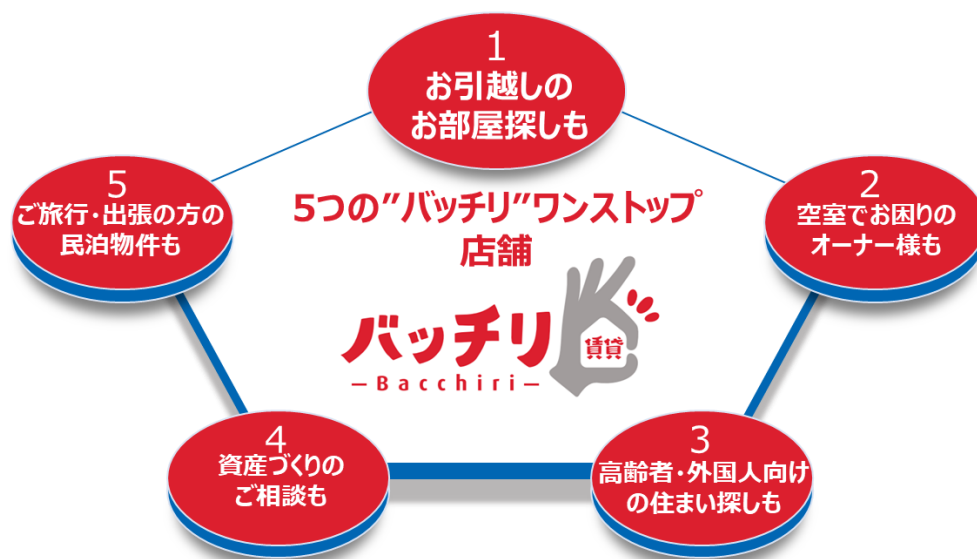 1
お引越しの
お部屋探しも
2
空室でお困りの
オーナー様も
3
高齢者・外国人向け
の住まい探しも
4
資産づくりの
ご相談も
5
ご旅行・出張の方の
民泊物件も
5つの”バッチリ”ワンストップ
店舗
バッチリ
賃貸
－Bacchiri－